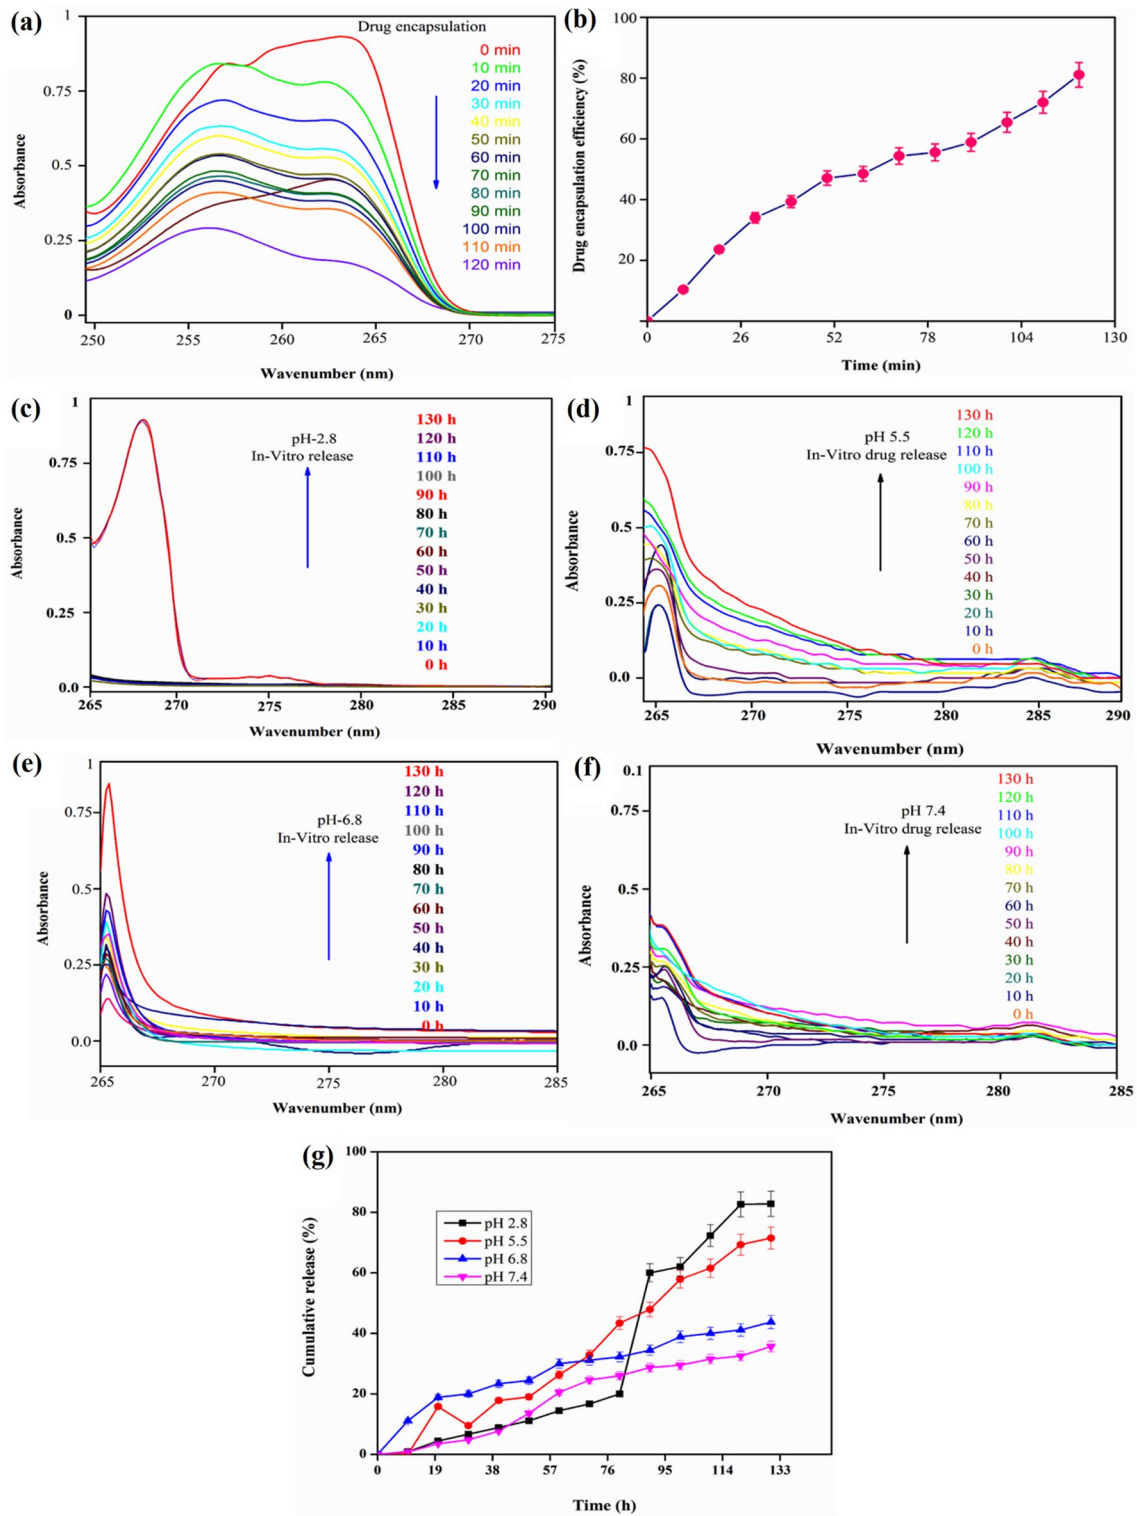 (a)
Drug encapsulation
1
0.75
0.5
0.25
0
Absorbance
0 min
10 min
20 min
30 min
40 min
50 min
60 min
70 min
80 min
90 min
100 min
110 min
120 min
250 255 260 265 270 275
Wavenumber (nm)
(b)
100
80
60
40
20
Drug encapsulation efficiency (%)
0 26 52 78 104 130
Time (min)
(c)
1
0.75
0.5
0.25
0.0
Absorbance
pH-2.8
In-Vitro release
130 h
120 h
110 h
100 h
90 h
80 h
70 h
60 h
50 h
40 h
30 h
20 h
10 h
0 h
265 270 275 280 285 290
Wavenumber (nm)
(d)
1
0.75
0.5
0.25
0.0
Absorbance
pH 5.5
In-Vitro drug release
130 h
120 h
110 h
100 h
90 h
80 h
70 h
60 h
50 h
40 h
30 h
20 h
10 h
0 h
265 270 275 280 285 290
Wavenumber (nm)
(e)
1
0.75
0.5
0.25
0.0
Absorbance
pH-6.8
In-Vitro release
130 h
120 h
110 h
100 h
90 h
80 h
70 h
60 h
50 h
40 h
30 h
20 h
10 h
0 h
265 270 275 280 285
Wavenumber (nm)
(f)
0.1
0.75
0.5
0.25
0.0
Absorbance
pH 7.4
In-Vitro drug release
130 h
120 h
110 h
100 h
90 h
80 h
70 h
60 h
50 h
40 h
30 h
20 h
10 h
0 h
265 270 275 280 285
Wavenumber (nm)
(g)
100
80
60
40
20
0
Cumulative release (%)
pH 2.8
pH 5.5
pH 6.8
pH 7.4
0 19 38 57 76 95 114 133
Time (h)